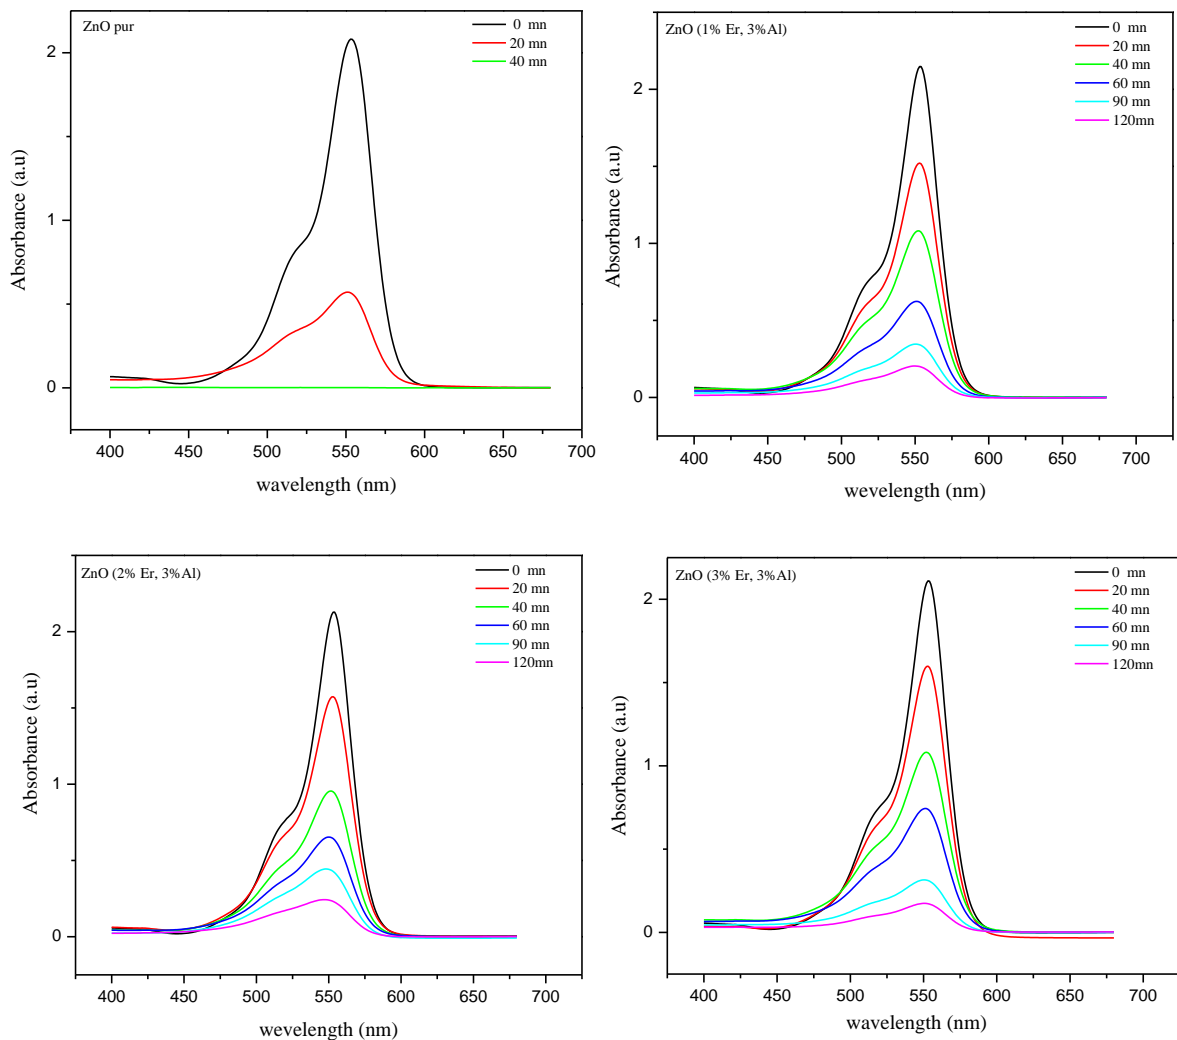 ZnO pur
0 mn
20 mn
40 mn
2
1
0
Absorbance (a.u)
400 450 500 550 600 650 700
wavelength (nm)
ZnO (1% Er, 3%Al)
0 mn
20 mn
40 mn
60 mn
90 mn
120mn
2
1
0
Absorbance (a.u)
400 450 500 550 600 650 700
wevelength (nm)
ZnO (2% Er, 3%Al)
0 mn
20 mn
40 mn
60 mn
90 mn
120mn
2
1
0
Absorbance (a.u)
400 450 500 550 600 650 700
wevelength (nm)
ZnO (3% Er, 3%Al)
0 mn
20 mn
40 mn
60 mn
90 mn
120mn
2
1
0
Absorbance (a.u)
400 450 500 550 600 650 700
wavelength (nm)